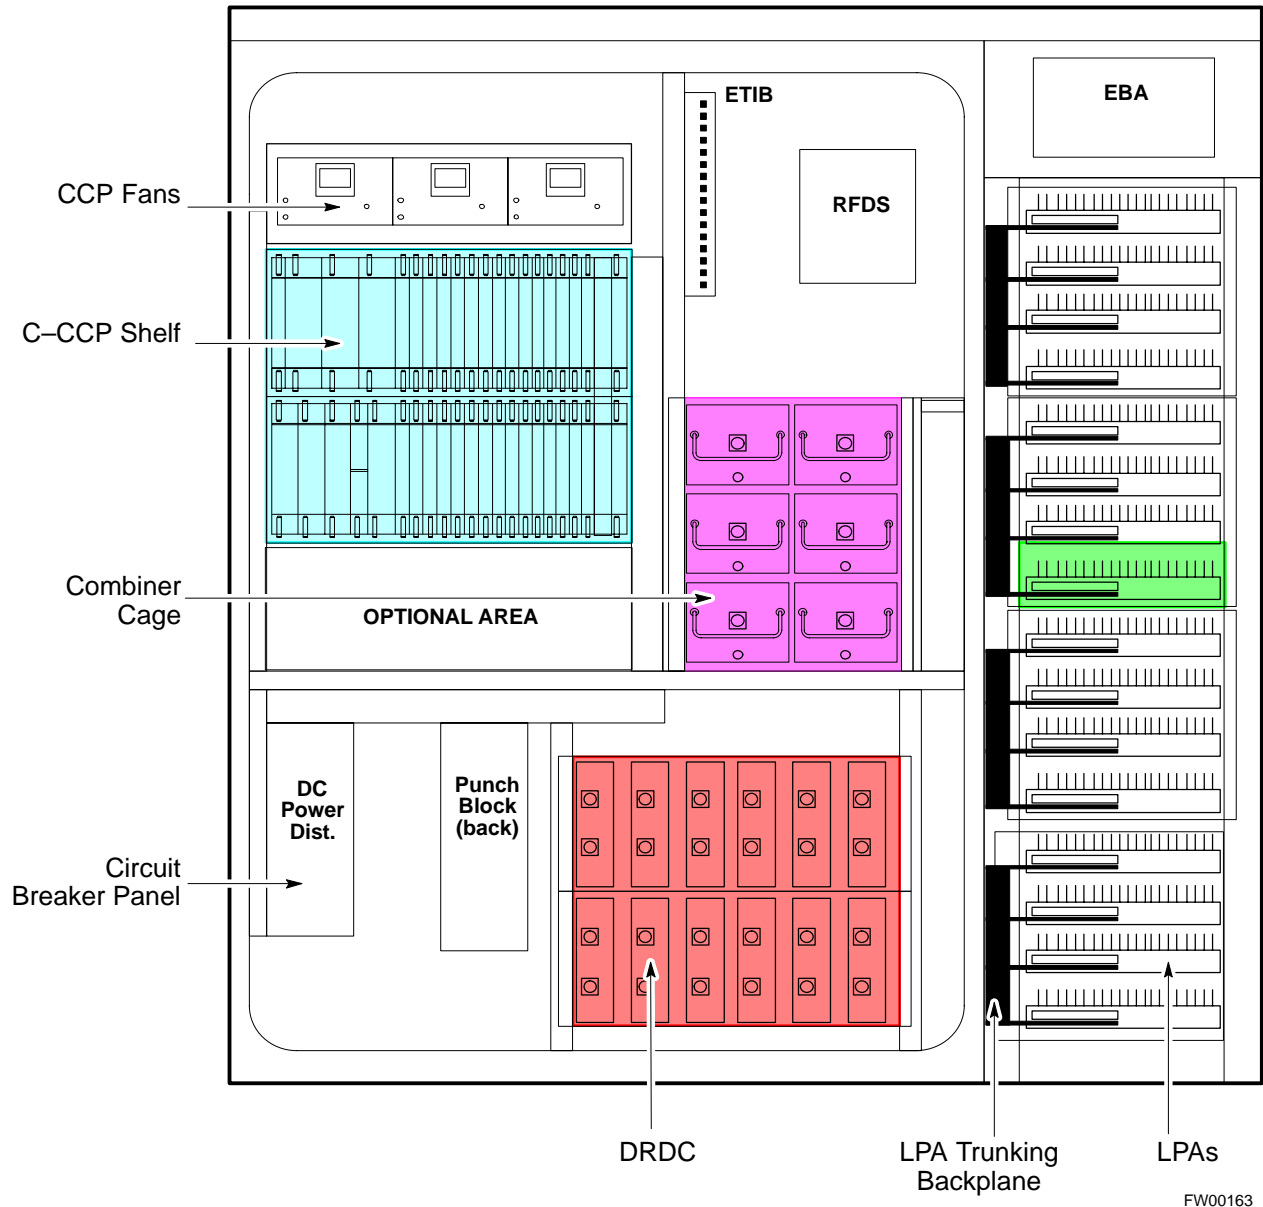 ETIB
EBA
CCP Fans
RFDS
C–CCP Shelf
Combiner
Cage
OPTIONAL AREA
DC
Power
Dist.
Punch
Block
(back)
Circuit
Breaker Panel
DRDC
LPA Trunking
Backplane
LPAs
FW00163